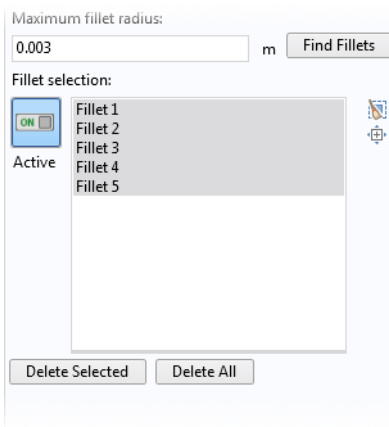 Maximum fillet radius:
0.003 m Find Fillets
Fillet selection:
ON
Active
Fillet 1
Fillet 2
Fillet 3
Fillet 4
Fillet 5
Delete Selected Delete All